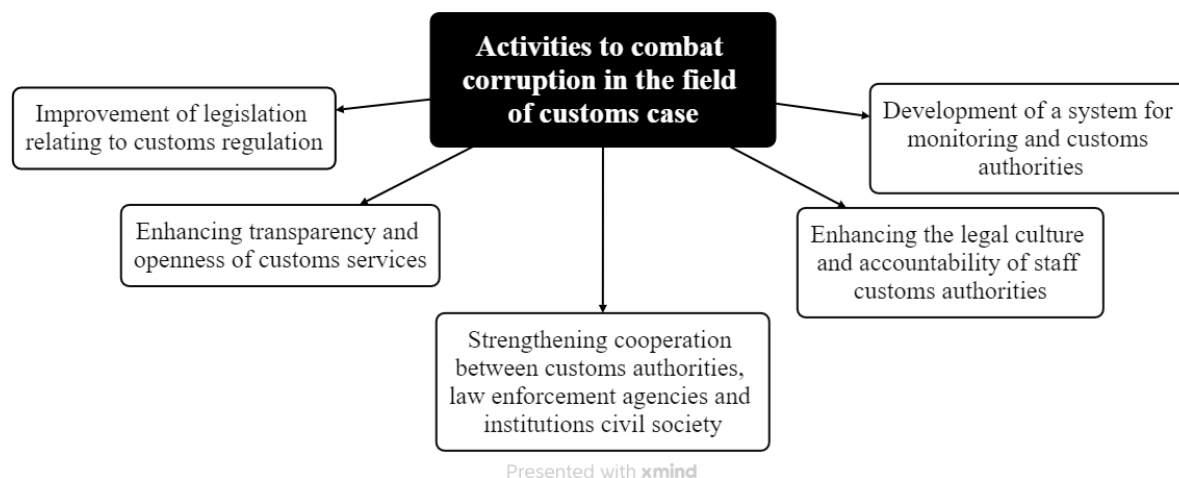 Activities to combat
corruption in the field
of customs case
Improvement of legislation
relating to customs regulation
Enhancing transparency and
openness of customs services
Strengthening cooperation
between customs authorities,
law enforcement agencies and
institutions civil society
Enhancing the legal culture
and accountability of staff
customs authorities
Development of a system for
monitoring and customs
authorities
Presented with xmind